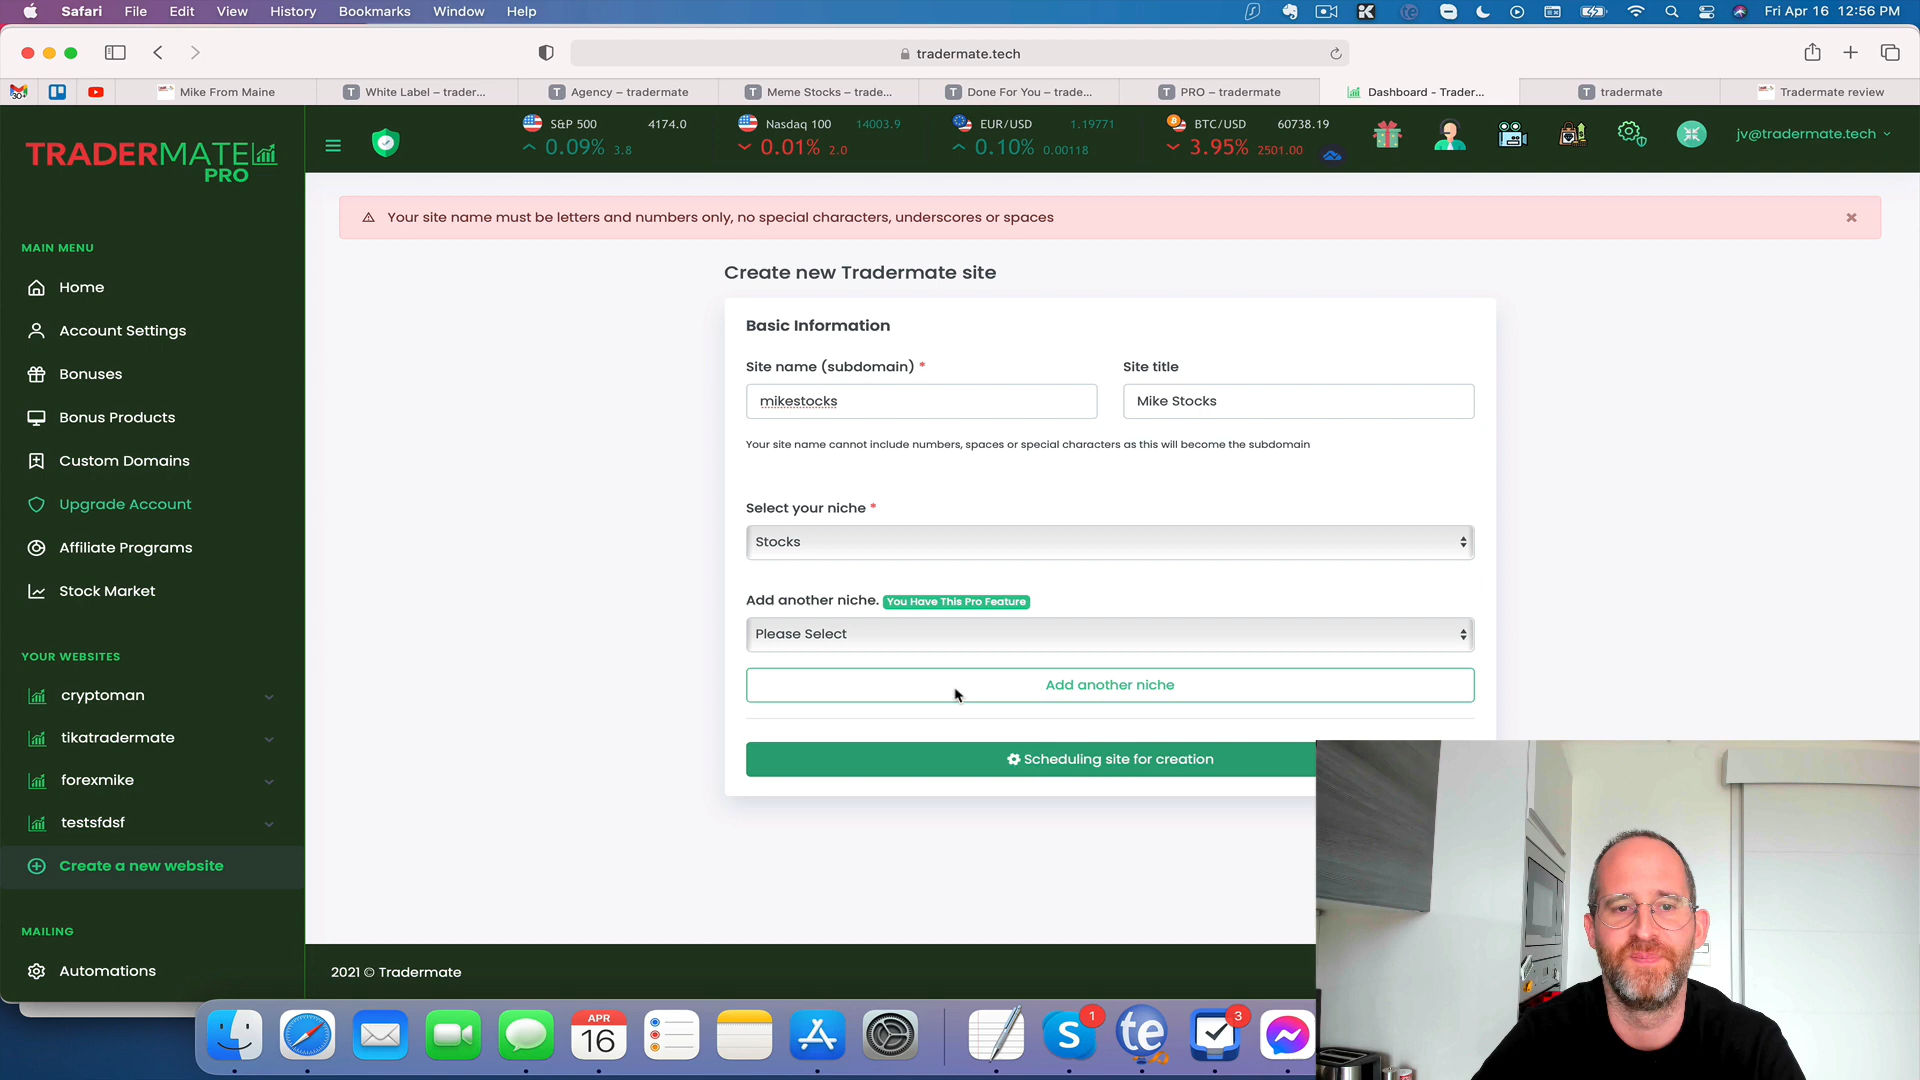 Safari File Edit View History Bookmarks Window Help Fri Apr 16 12:56 PM
tradermate.tech
Mike From Maine White Label – trader... Agency – tradermate Meme Stocks – trade... Done For You – trade... PRO – tradermate Dashboard - Trader... tradermate Tradermate review
TRADERMATE
PRO
S&P 500 4174.0
0.09% 3.8
Nasdaq 100 14003.9
0.01% 2.0
EUR/USD 1.19771
0.10% 0.00118
BTC/USD 60738.19
3.95% 2501.00
jv@tradermate.tech
Your site name must be letters and numbers only, no special characters, underscores or spaces
MAIN MENU
Home
Account Settings
Bonuses
Bonus Products
Custom Domains
Upgrade Account
Affiliate Programs
Stock Market
YOUR WEBSITES
cryptoman
tikatradermate
forexmike
testsfdsf
Create a new website
MAILING
Automations
Create new Tradermate site
Basic Information
Site name (subdomain) *
mikestocks
Site title
Mike Stocks
Your site name cannot include numbers, spaces or special characters as this will become the subdomain
Select your niche *
Stocks
Add another niche. You Have This Pro Feature
Please Select
Add another niche
Scheduling site for creation
2021 © Tradermate
APR
16
S
1
te
3